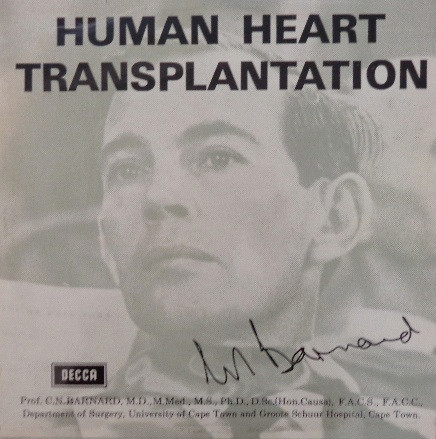 HUMAN HEART
TRANSPLANTATION
Barnard
DECCA
Prof. C.N. BARNARD, M.D., M.Med., M.S., Ph.D., D.Sc.(Hon.Causa), F.A.C.S., F.A.C.C.,
Department of Surgery, University of Cape Town and Groote Schuur Hospital, Cape Town.